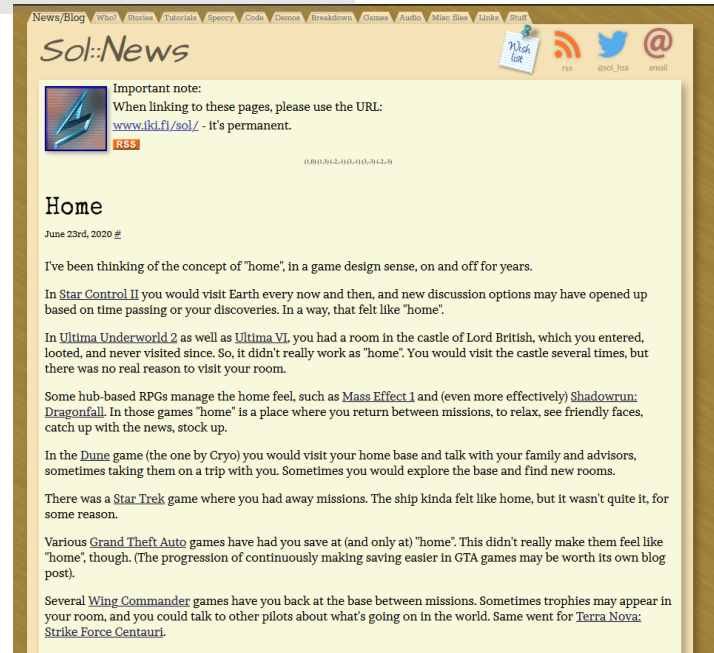 News/Blog Who? Stories Tutorials Speccy Code Demos Breakdown Games Audio Misc files Links Stuff
Sol::News
Wish list
rss @sol_hsa email
Important note:
When linking to these pages, please use the URL:
www.iki.fi/sol/ - it's permanent.
RSS
(1,0) (1,3) (-2,-1) (3,-1) (3,-3) (-2,-3)
Home
June 23rd, 2020 #
I've been thinking of the concept of "home", in a game design sense, on and off for years.
In Star Control II you would visit Earth every now and then, and new discussion options may have opened up
based on time passing or your discoveries. In a way, that felt like "home".
In Ultima Underworld 2 as well as Ultima VI, you had a room in the castle of Lord British, which you entered,
looted, and never visited since. So, it didn't really work as "home". You would visit the castle several times, but
there was no real reason to visit your room.
Some hub-based RPGs manage the home feel, such as Mass Effect 1 and (even more effectively) Shadowrun:
Dragonfall. In those games "home" is a place where you return between missions, to relax, see friendly faces,
catch up with the news, stock up.
In the Dune game (the one by Cryo) you would visit your home base and talk with your family and advisors,
sometimes taking them on a trip with you. Sometimes you would explore the base and find new rooms.
There was a Star Trek game where you had away missions. The ship kinda felt like home, but it wasn't quite it, for
some reason.
Various Grand Theft Auto games have had you save at (and only at) "home". This didn't really make them feel like
"home", though. (The progression of continuously making saving easier in GTA games may be worth its own blog
post).
Several Wing Commander games have you back at the base between missions. Sometimes trophies may appear in
your room, and you could talk to other pilots about what's going on in the world. Same went for Terra Nova:
Strike Force Centauri.